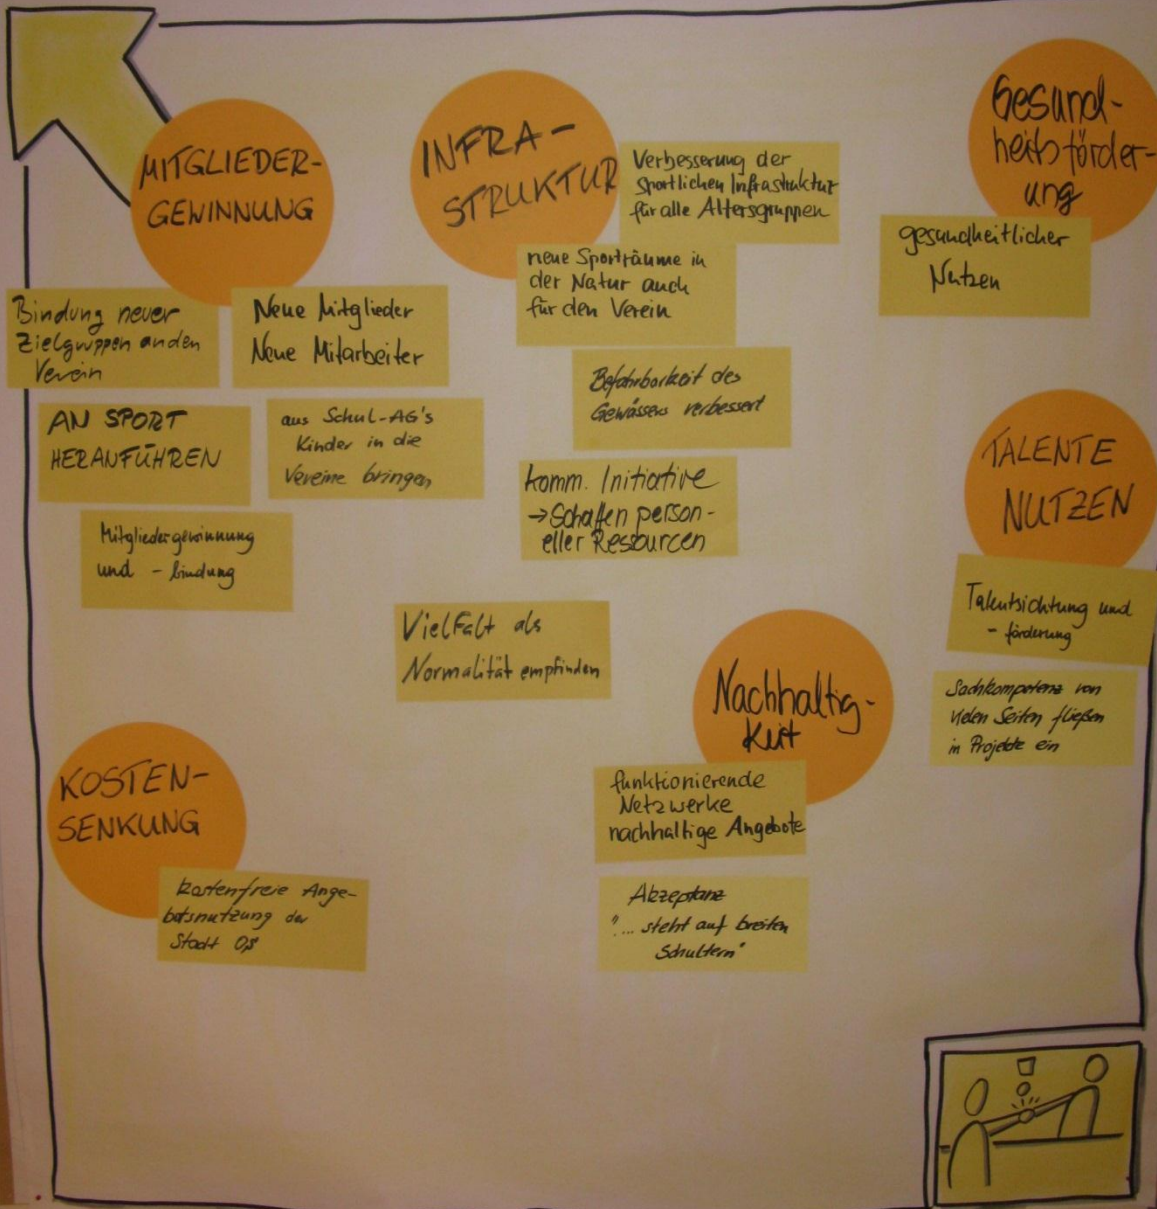 MITGLIEDER-
GEWINNUNG
Bindung neuer
Zielgruppen an den
Verein
Neue Mitglieder
Neue Mitarbeiter
AN SPORT
HERANFÜHREN
aus Schul-AG's
Kinder in die
Vereine bringen
Mitgliedergewinnung
und - bindung
INFRA-
STRUKTUR
Verbesserung der
Sportlichen Infrastruktur
für alle Altersgruppen
neue Sporträume in
der Natur auch
für den Verein
Befahrbarkeit des
Gewässers verbessert
komm. Initiative
→ Schaffen person-
eller Ressourcen
Vielfalt als
Normalität empfinden
Gesund-
heitsförder-
ung
gesundheitlicher
Nutzen
TALENTE
NUTZEN
Talentsichtung und
- förderung
Sachkompetenz von
vielen Seiten fließen
in Projekte ein
Nachhaltig-
keit
funktionierende
Netzwerke
nachhaltige Angebote
Akzeptanz
"... steht auf breiten
Schultern"
KOSTEN-
SENKUNG
kostenfreie Ange-
botsnutzung der
Stadt OS